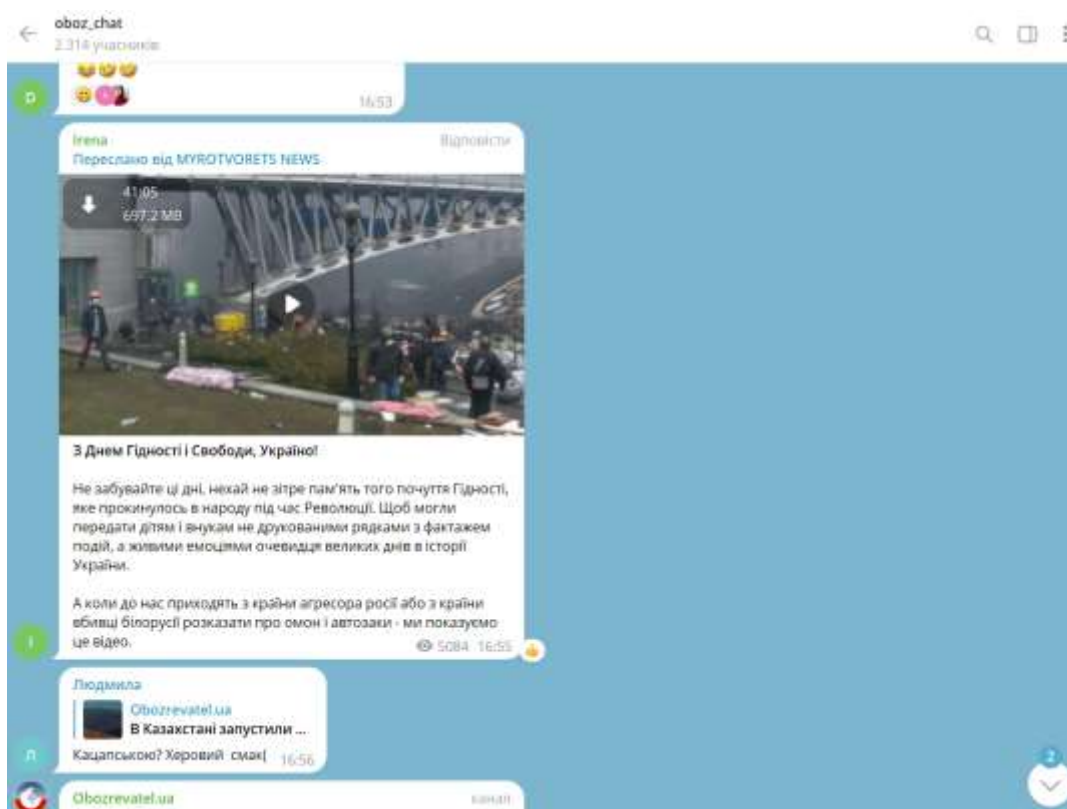 oboz_chat
2.314 учасників
16:53
Irena
Відповісти
Переслано від MYROTVORETS NEWS
41:05
697.2 MB
З Днем Гідності і Свободи, Україно!
Не забувайте ці дні, нехай не зітре пам'ять того почуття Гідності,
яке прокинулось в народу під час Революції. Щоб могли
передати дітям і внукам не друкованими рядками з фактажем
подій, а живими емоціями очевидця великих днів в історії
України.
А коли до нас приходять з країни агресора росії або з країни
вбивці білорусії розказати про омон і автозаки - ми показуємо
це відео.
5084 16:55
Людмила
Obozrevatel.ua
В Казахстані запустили ...
Кацапською? Херовий смак(
16:56
Obozrevatel.ua
канал
D
I
Л
2